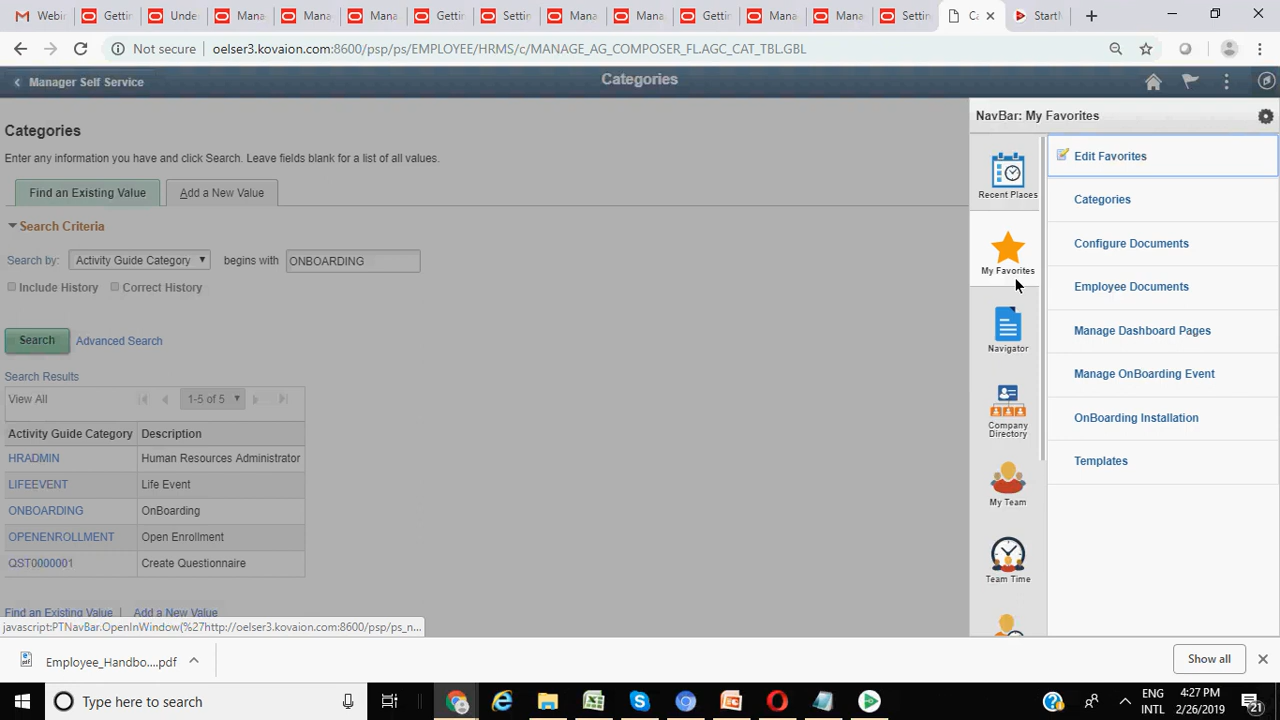 Webi
Getti
Unde
Mana
Mana
Mana
Gettin
Settin
Mana
Mana
Gettin
Mana
Mana
Settin
Ca
StartM
Not secure
oelser3.kovaion.com:8600/psp/ps/EMPLOYEE/HRMS/c/MANAGE_AG_COMPOSER_FL.AGC_CAT_TBL.GBL
Manager Self Service
Categories
Categories
Enter any information you have and click Search. Leave fields blank for a list of all values.
Find an Existing Value
Add a New Value
Search Criteria
Search by:
Activity Guide Category
begins with
ONBOARDING
Include History
Correct History
Search
Advanced Search
Search Results
View All
1-5 of 5
Activity Guide Category
Description
HRADMIN
Human Resources Administrator
LIFEEVENT
Life Event
ONBOARDING
OnBoarding
OPENENROLLMENT
Open Enrollment
QST0000001
Create Questionnaire
Find an Existing Value | Add a New Value
javascript:PTNavBar.OpenInWindow(%27http://oelser3.kovaion.com:8600/psp/ps_n...
NavBar: My Favorites
Recent Places
My Favorites
Navigator
Company
Directory
My Team
Team Time
Edit Favorites
Categories
Configure Documents
Employee Documents
Manage Dashboard Pages
Manage OnBoarding Event
OnBoarding Installation
Templates
Employee_Handbo....pdf
Show all
Type here to search
ENG
INTL
4:27 PM
2/26/2019
21